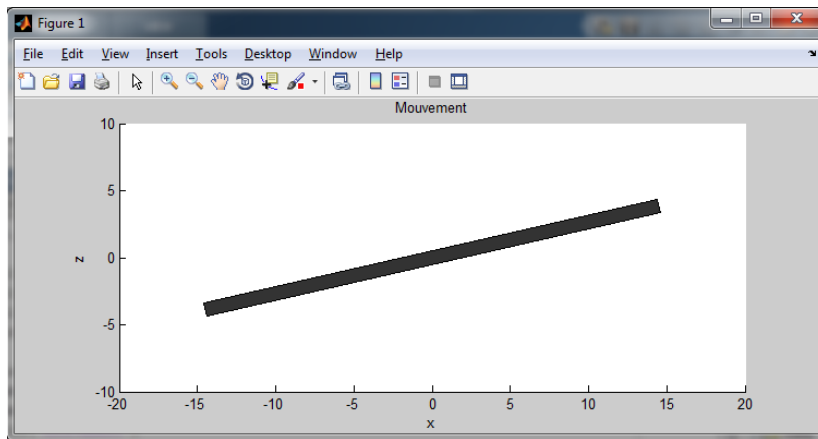 Figure 1
File Edit View Insert Tools Desktop Window Help
Mouvement
10
5
0
-5
-10
z
-20 -15 -10 -5 0 5 10 15 20
x